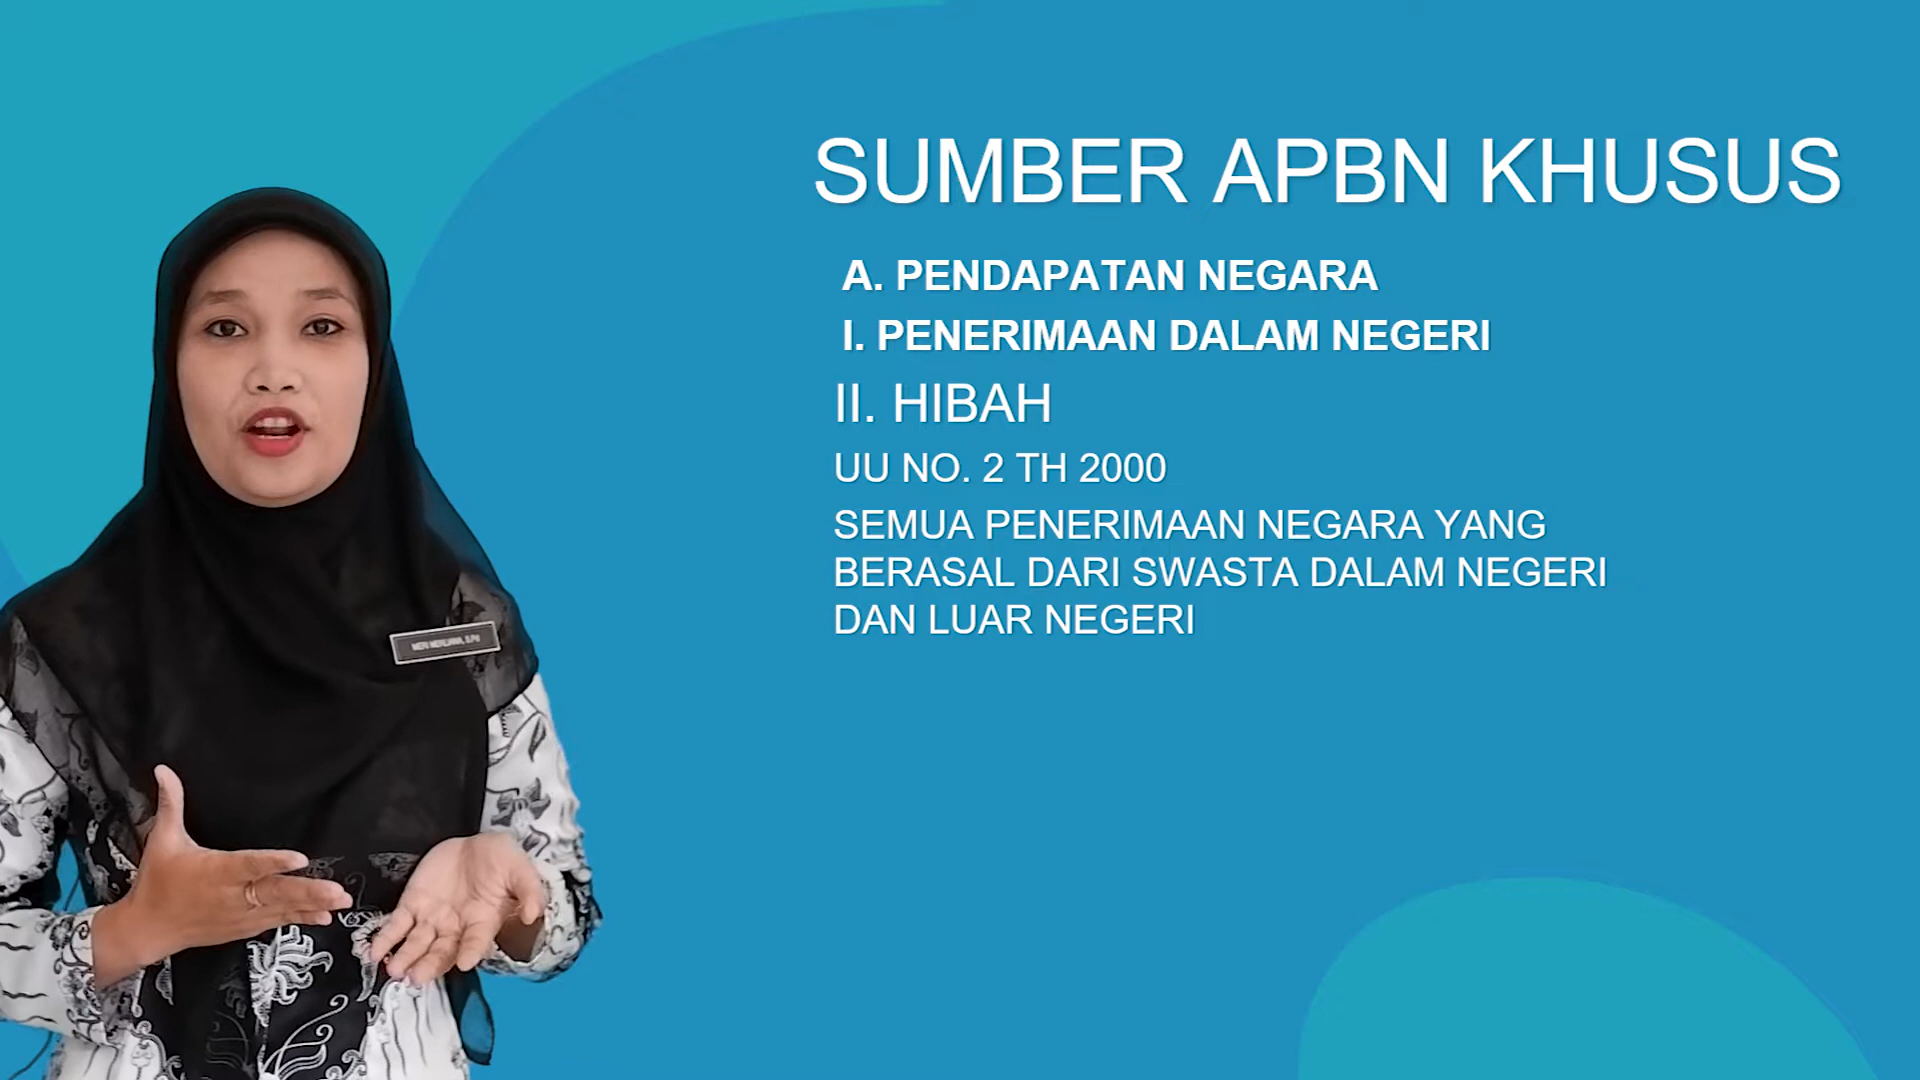 SUMBER APBN KHUSUS
A. PENDAPATAN NEGARA
I. PENERIMAAN DALAM NEGERI
II. HIBAH
UU NO. 2 TH 2000
SEMUA PENERIMAAN NEGARA YANG
BERASAL DARI SWASTA DALAM NEGERI
DAN LUAR NEGERI